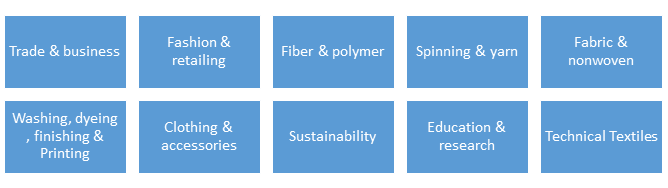 Trade & business
Fashion &
retailing
Fiber & polymer
Spinning & yarn
Fabric &
nonwoven
Washing, dyeing
, finishing &
Printing
Clothing &
accessories
Sustainability
Education &
research
Technical Textiles